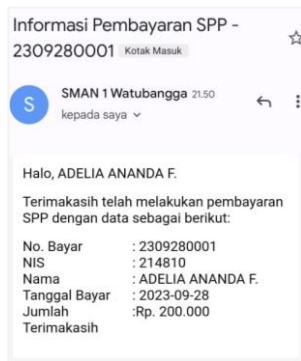 Informasi Pembayaran SPP -
2309280001 Kotak Masuk
S
SMAN 1 Watubangga 21.50
kepada saya
Halo, ADELIA ANANDA F.
Terimakasih telah melakukan pembayaran
SPP dengan data sebagai berikut:
No. Bayar : 2309280001
NIS : 214810
Nama : ADELIA ANANDA F.
Tanggal Bayar : 2023-09-28
Jumlah :Rp. 200.000
Terimakasih